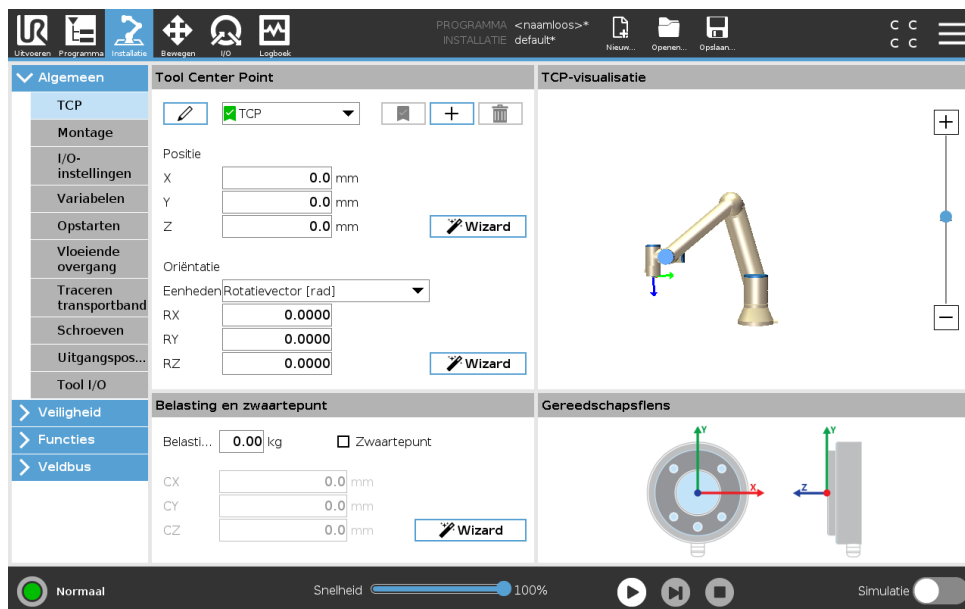 PROGRAMMA <naamloos>*
INSTALLATIE default*
UR
Uitvoeren
Programma
Installatie
Bewegen
I/O
Logboek
Nieuw...
Openen...
Opslaan...
C C
C C
Algemeen
TCP
Montage
I/O-
instellingen
Variabelen
Opstarten
Vloeiende
overgang
Traceren
transportband
Schroeven
Uitgangspos...
Tool I/O
Veiligheid
Functies
Veldbus
Tool Center Point
TCP
Positie
X 0.0 mm
Y 0.0 mm
Z 0.0 mm
Wizard
Oriëntatie
Eenheden Rotatievector [rad]
RX 0.0000
RY 0.0000
RZ 0.0000
Wizard
Belasting en zwaartepunt
Belasti... 0.00 kg Zwaartepunt
CX 0.0 mm
CY 0.0 mm
CZ 0.0 mm
Wizard
TCP-visualisatie
Gereedschapsflens
Y
X
Y
Z
Normaal
Snelheid 100%
Simulatie